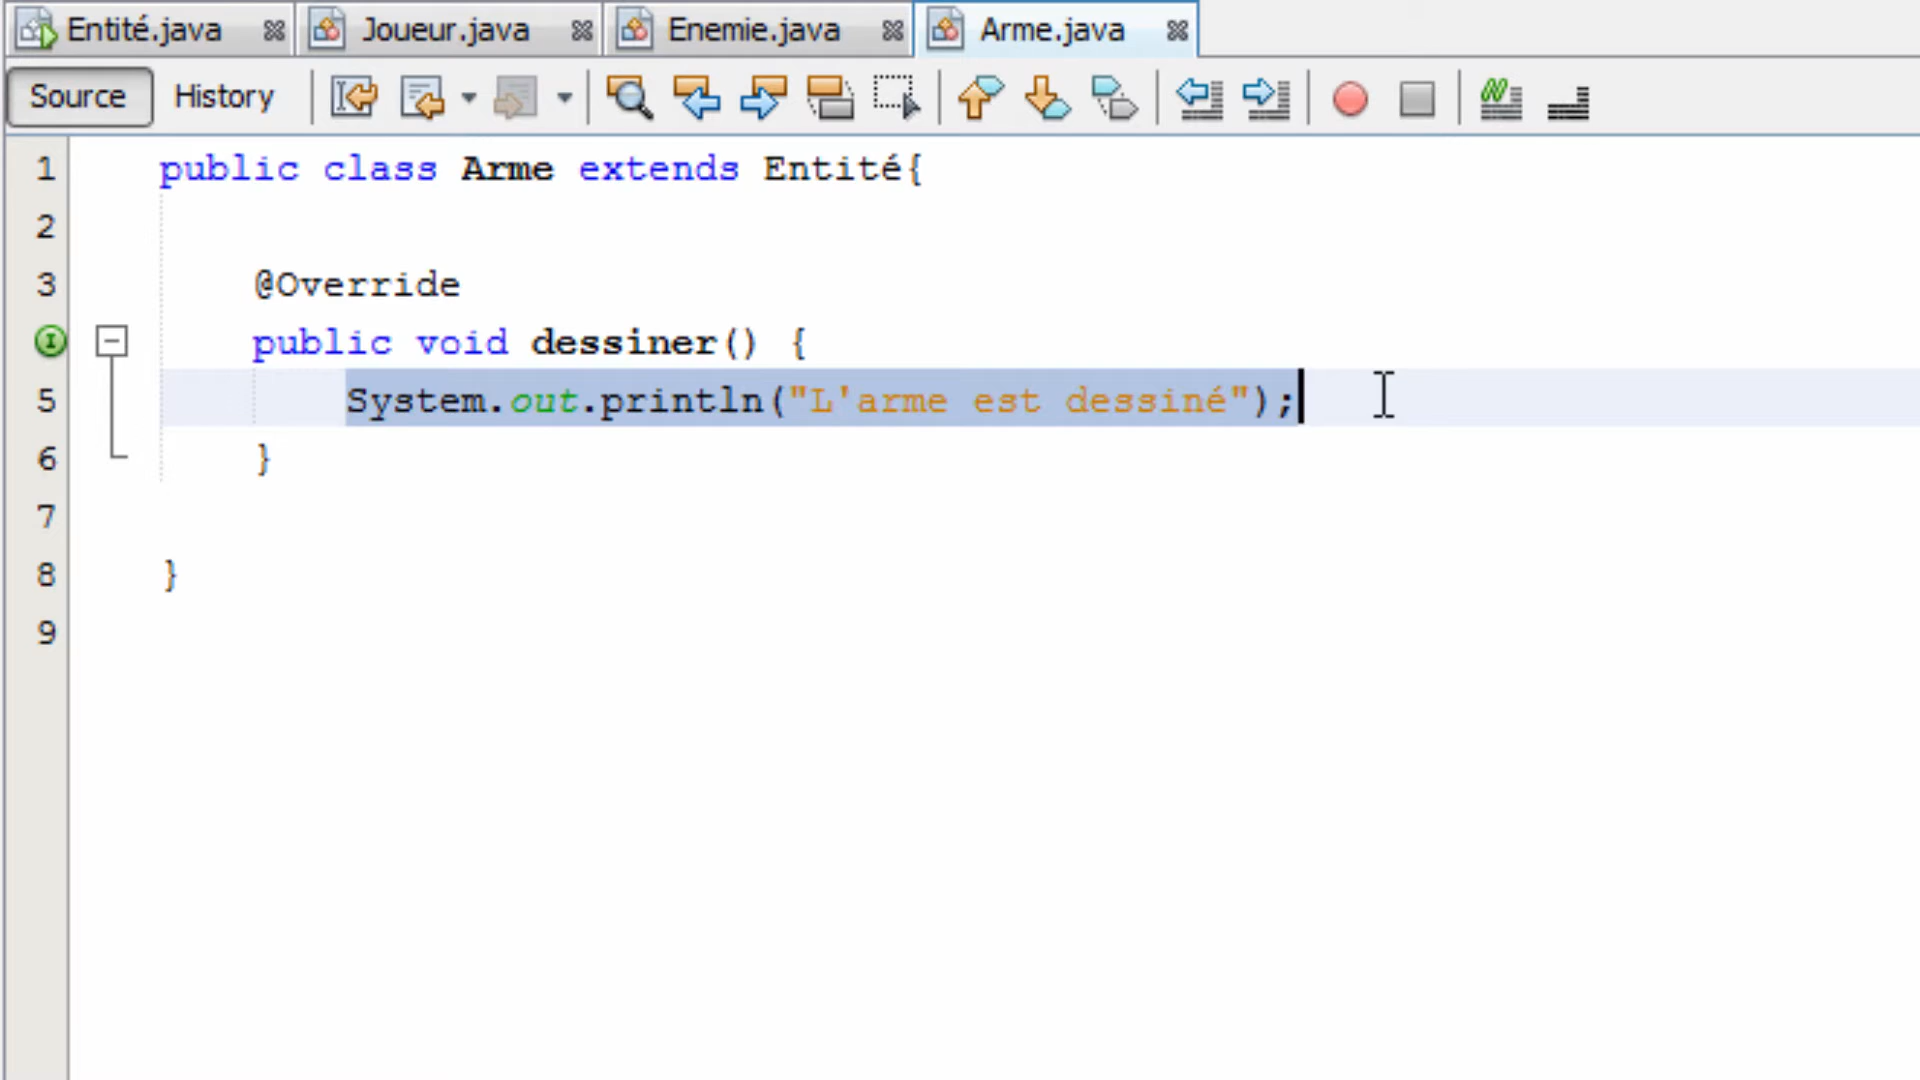 Entité.java Joueur.java Enemie.java Arme.java
Source History
1 public class Arme extends Entité{
2
3 @Override
public void dessiner() {
5 System.out.println("L'arme est dessiné");
6 }
7
8 }
9